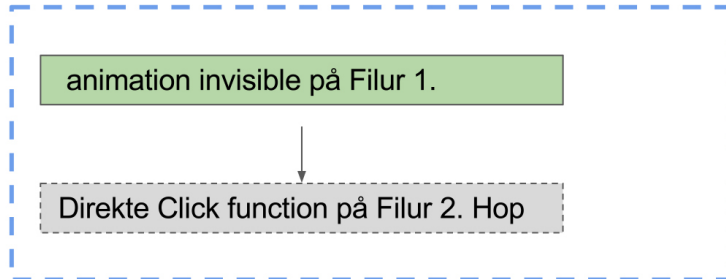 animation invisible på Filur 1.
Direkte Click function på Filur 2. Hop